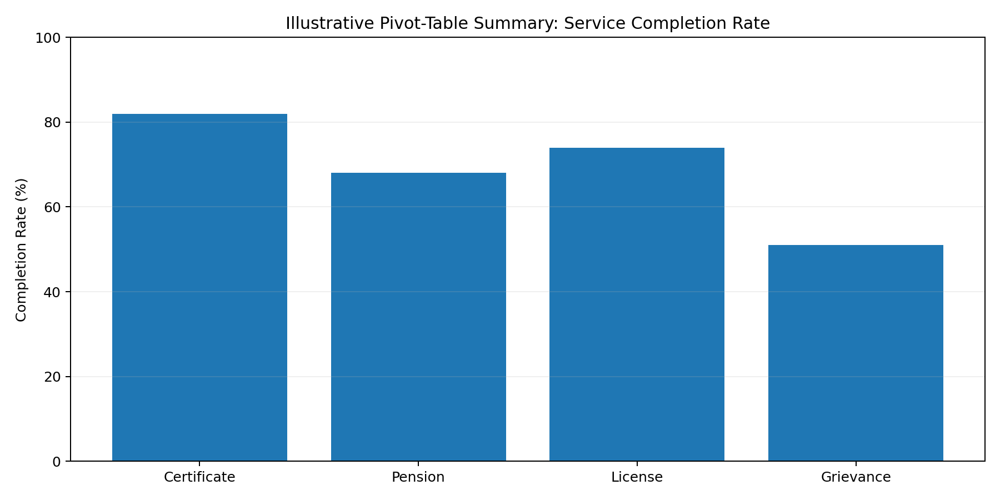 Illustrative Pivot-Table Summary: Service Completion Rate
100
80
60
40
20
0
Completion Rate (%)
Certificate
Pension
License
Grievance